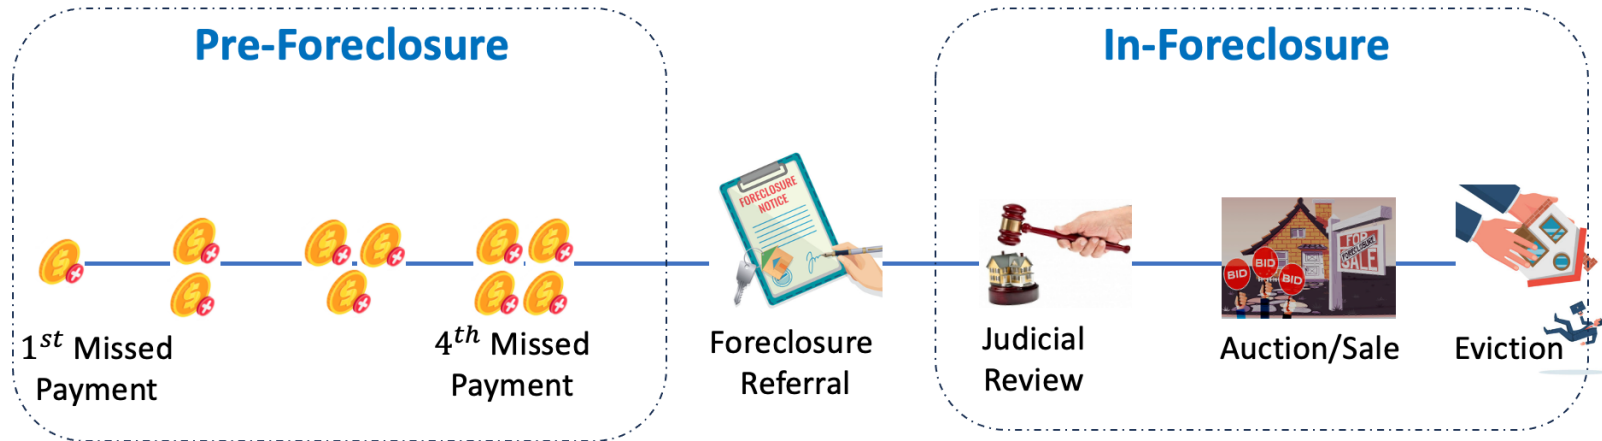 Pre-Foreclosure
In-Foreclosure
FORECLOSURE
NOTICE
FOR
FORECLOSURE
SALE
BID
BID
BID
1st Missed
Payment
4th Missed
Payment
Foreclosure
Referral
Judicial
Review
Auction/Sale
Eviction